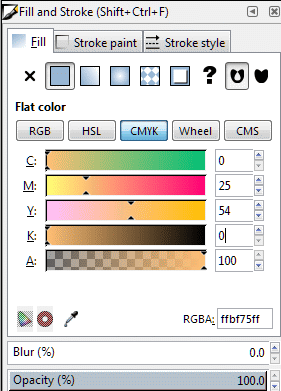 Fill and Stroke (Shift+Ctrl+F)
Fill Stroke paint Stroke style
?
Flat color
RGB HSL CMYK Wheel CMS
C: 0
M: 25
Y: 54
K: 0
A: 100
RGBA: ffbf75ff
Blur (%) 0.0
Opacity (%) 100.0